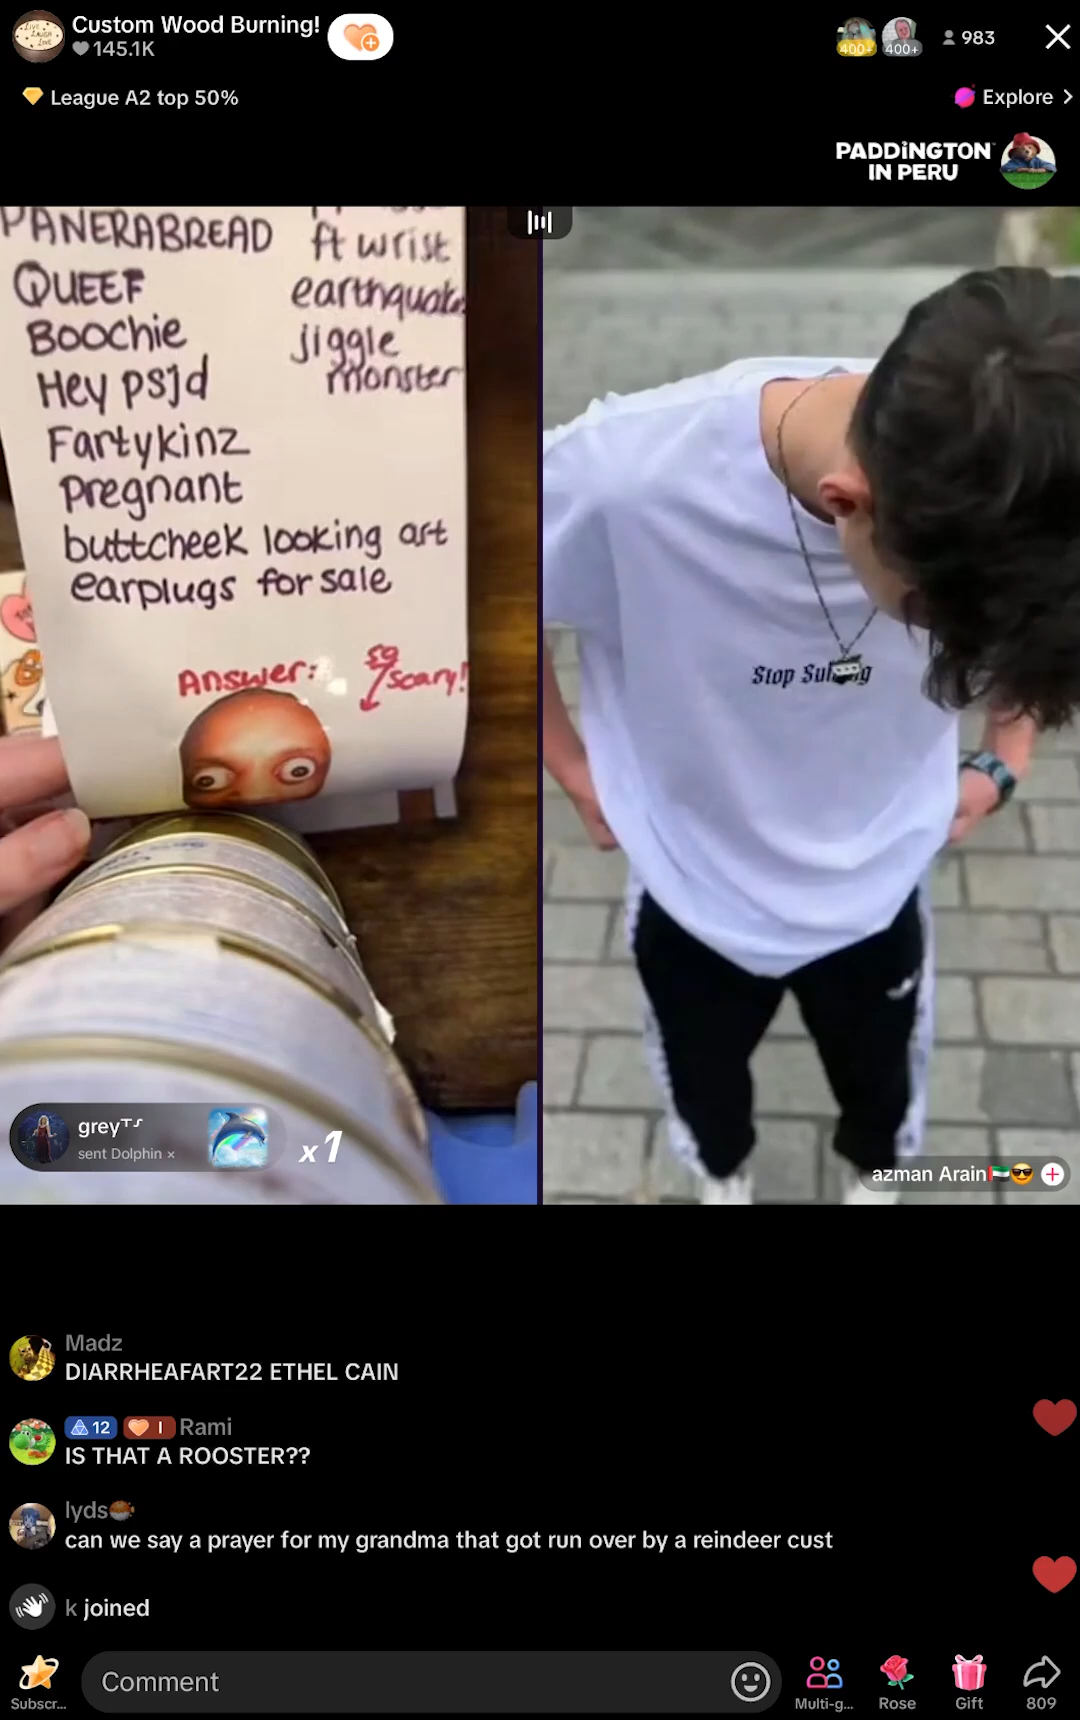 Custom Wood Burning!
145.1K
400+
400+
983
League A2 top 50%
Explore >
PADDiNGTON
IN PERU
PANERABREAD
QUEEF
Boochie
Hey psjd
Fartykinz
Pregnant
buttcheek looking art
earplugs for sale
ft wrist
earthquake
jiggle
monster
Answer:
so
scary!
Stop
greyᵀᔐ
sent Dolphin ×
x1
azman Arain🇦🇪😎
Madz
DIARRHEAFART22 ETHEL CAIN
12
I
Rami
IS THAT A ROOSTER??
lyds🐡
can we say a prayer for my grandma that got run over by a reindeer cust
k joined
Subscr...
Comment
Multi-g...
Rose
Gift
809